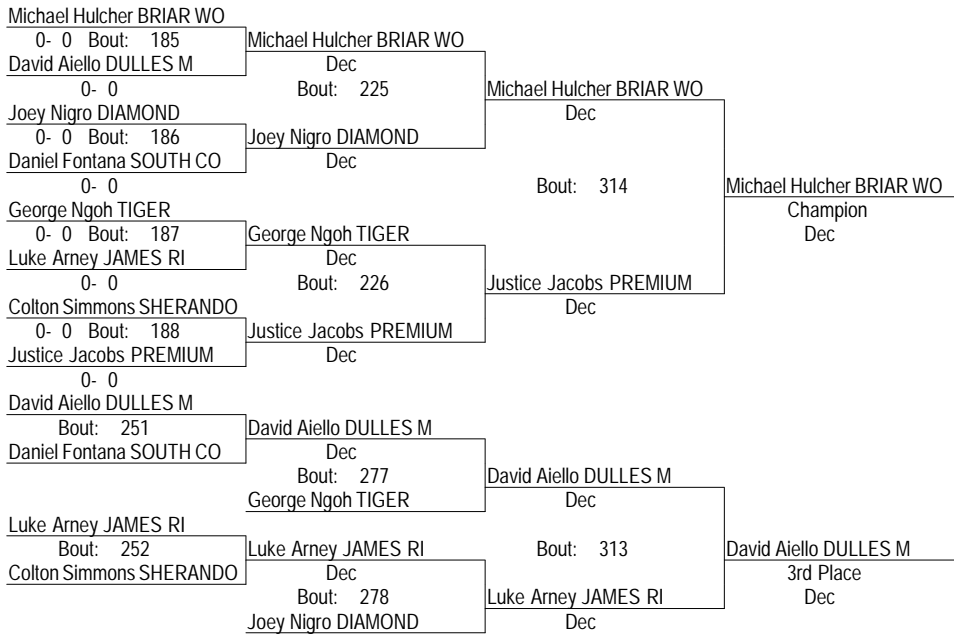 Michael Hulcher BRIAR WO
0- 0 Bout: 185
Michael Hulcher BRIAR WO
David Aiello DULLES M
Dec
0- 0
Bout: 225
Michael Hulcher BRIAR WO
Joey Nigro DIAMOND
Dec
0- 0 Bout: 186
Joey Nigro DIAMOND
Daniel Fontana SOUTH CO
Dec
0- 0
Bout: 314
Michael Hulcher BRIAR WO
George Ngoh TIGER
Champion
0- 0 Bout: 187
George Ngoh TIGER
Dec
Luke Arney JAMES RI
Dec
0- 0
Bout: 226
Justice Jacobs PREMIUM
Colton Simmons SHERANDO
Dec
0- 0 Bout: 188
Justice Jacobs PREMIUM
Justice Jacobs PREMIUM
Dec
0- 0
David Aiello DULLES M
Bout: 251
David Aiello DULLES M
Daniel Fontana SOUTH CO
Dec
Bout: 277
David Aiello DULLES M
George Ngoh TIGER
Dec
Luke Arney JAMES RI
Bout: 252
Luke Arney JAMES RI
Bout: 313
David Aiello DULLES M
Colton Simmons SHERANDO
Dec
3rd Place
Bout: 278
Luke Arney JAMES RI
Dec
Joey Nigro DIAMOND
Dec